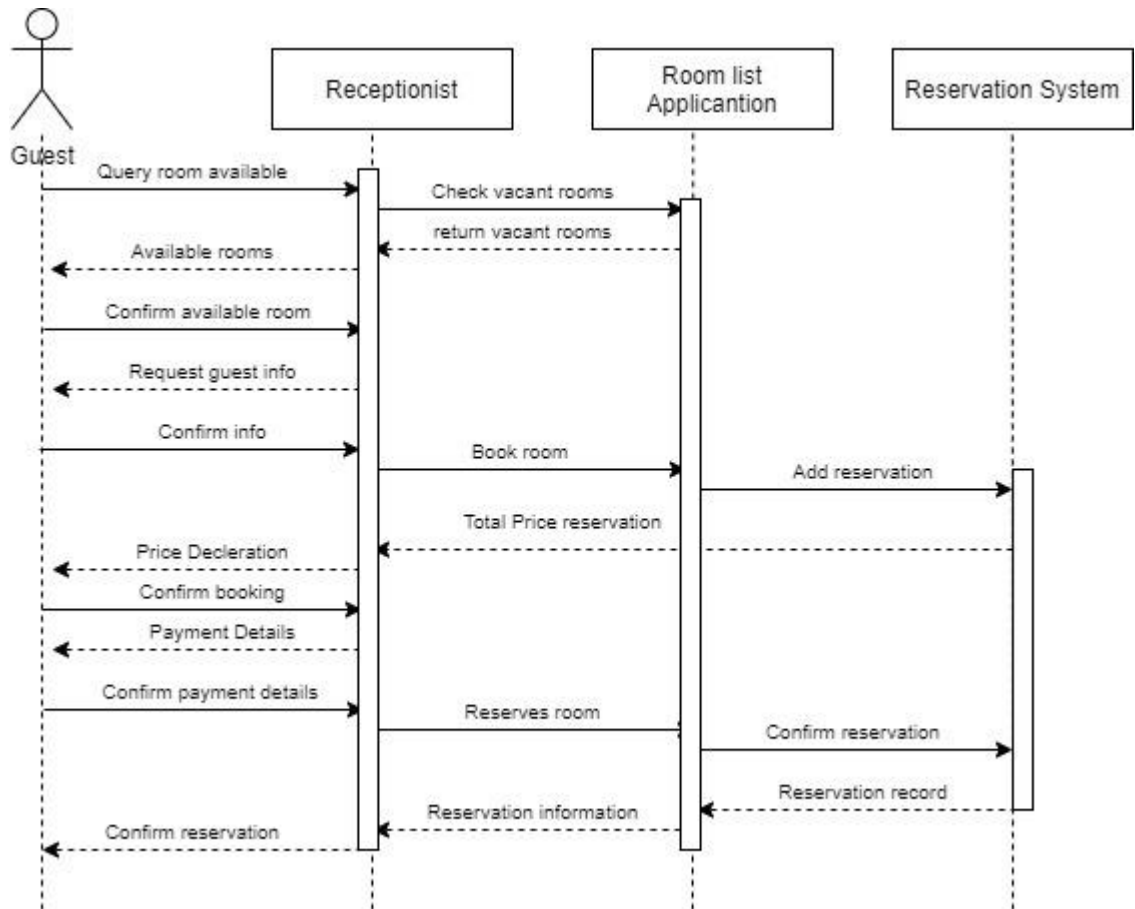 Receptionist
Room list
Applicantion
Reservation System
Guest
Query room available
Check vacant rooms
return vacant rooms
Available rooms
Confirm available room
Request guest info
Confirm info
Book room
Add reservation
Total Price reservation
Price Decleration
Confirm booking
Payment Details
Confirm payment details
Reserves room
Confirm reservation
Reservation record
Reservation information
Confirm reservation